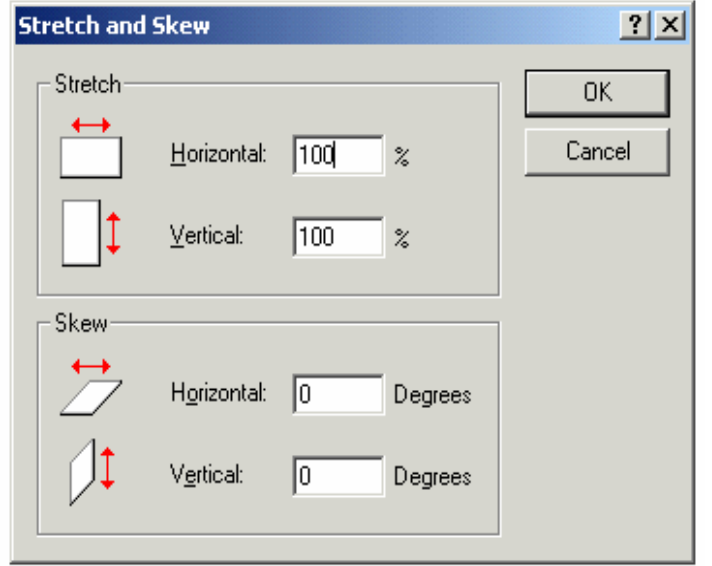 Stretch and Skew
Stretch
Horizontal: 100 %
Vertical: 100 %
Skew
Horizontal: 0 Degrees
Vertical: 0 Degrees
OK
Cancel